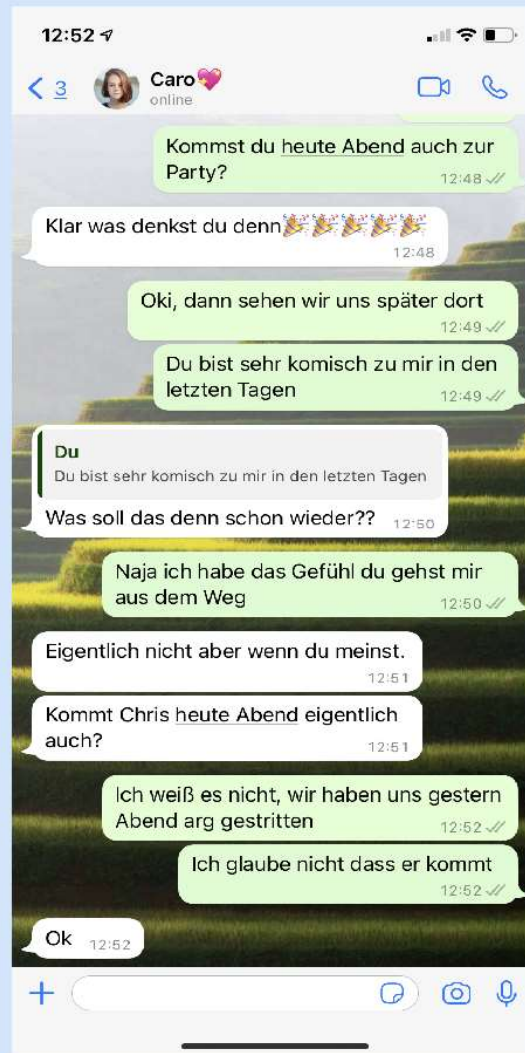 12:52
3
Caro💖
online
Kommst du heute Abend auch zur
Party?
12:48
Klar was denkst du denn🎉🎉🎉🎉🎉
12:48
Oki, dann sehen wir uns später dort
12:49
Du bist sehr komisch zu mir in den
letzten Tagen
12:49
Du
Du bist sehr komisch zu mir in den letzten Tagen
Was soll das denn schon wieder?? 12:50
Naja ich habe das Gefühl du gehst mir
aus dem Weg
12:50
Eigentlich nicht aber wenn du meinst.
12:51
Kommt Chris heute Abend eigentlich
auch?
12:51
Ich weiß es nicht, wir haben uns gestern
Abend arg gestritten
12:52
Ich glaube nicht dass er kommt
12:52
Ok 12:52